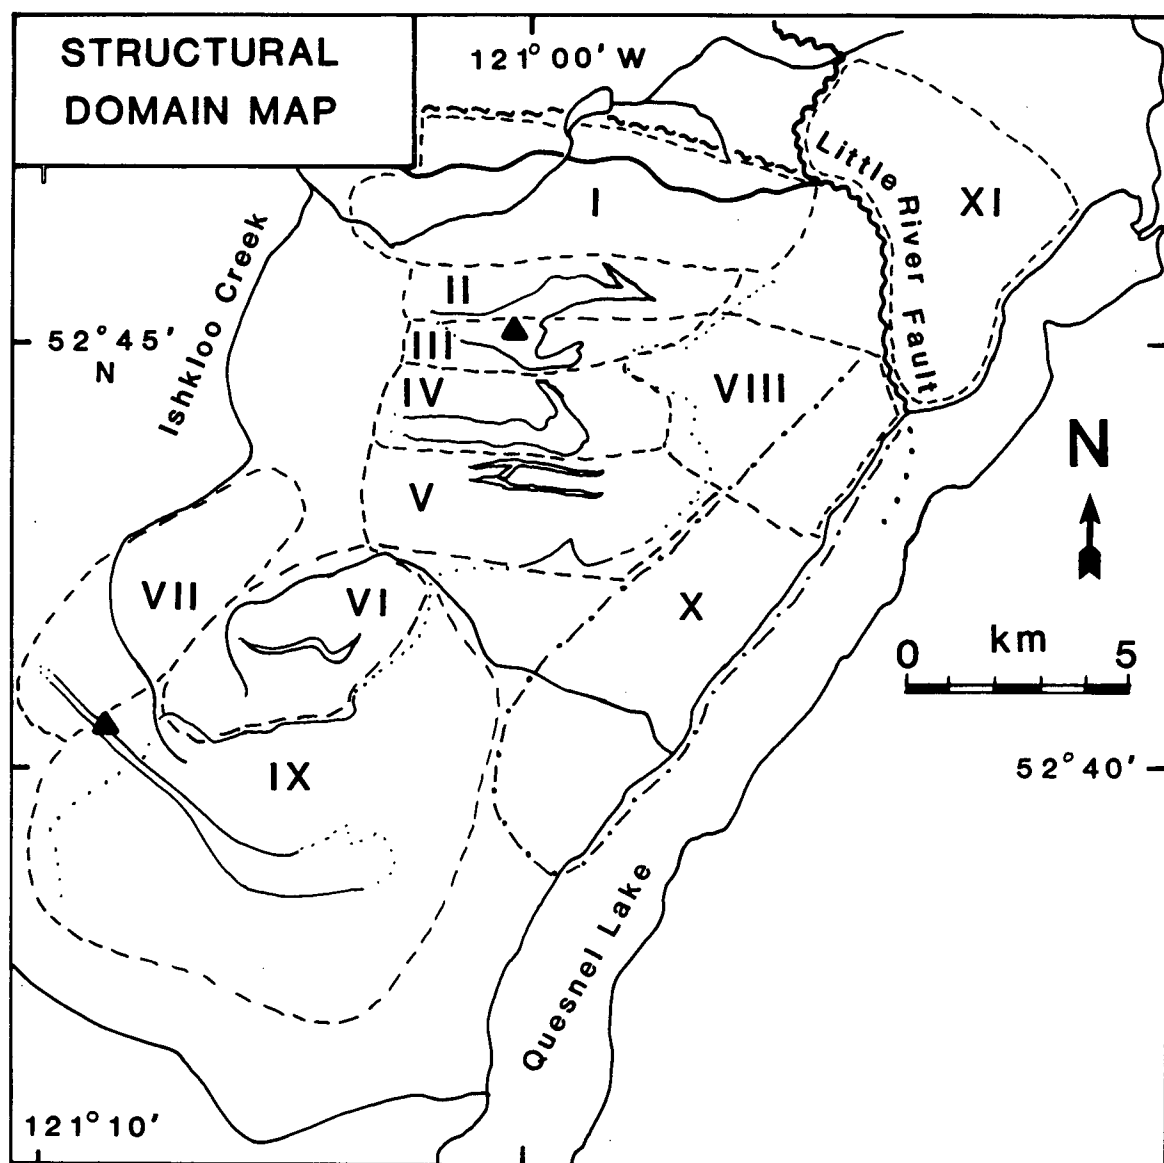 STRUCTURAL
DOMAIN MAP
121°00' W
Little River Fault
XI
I
Ishkloo Creek
II
52°45'
N
III
IV
VIII
N
V
VII
VI
X
km
0 5
IX
52°40'
Quesnel Lake
121°10'